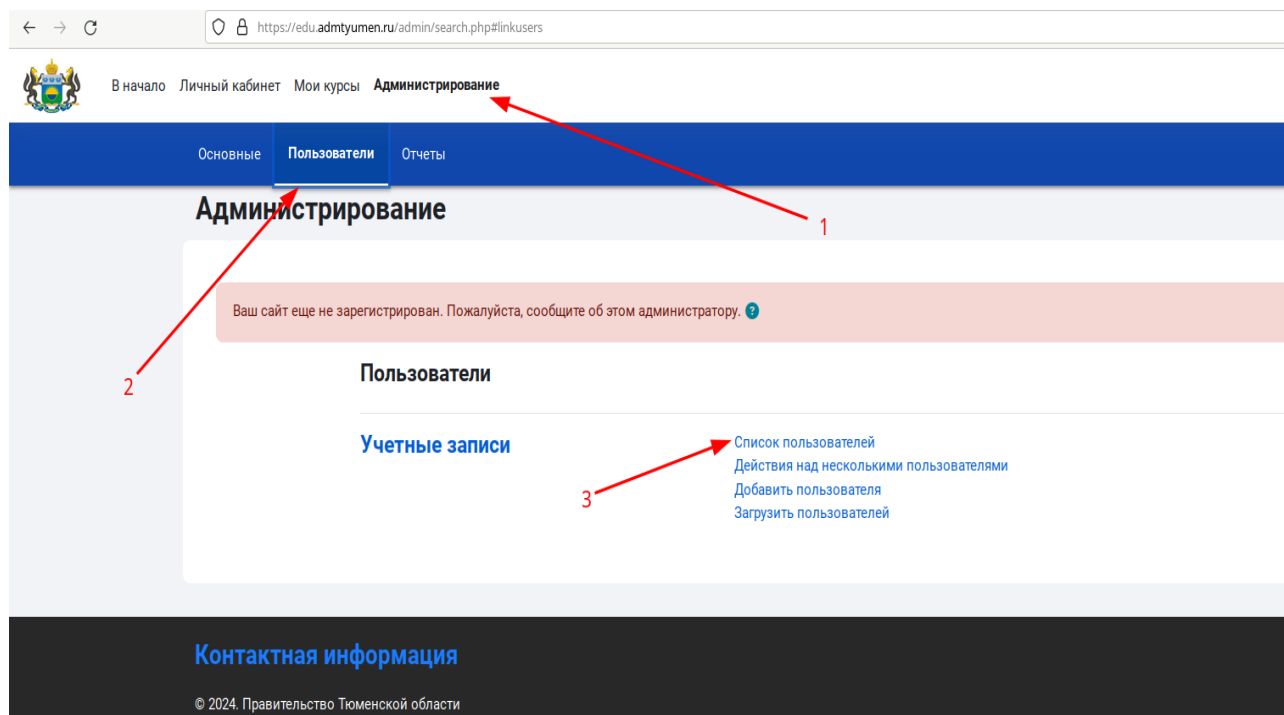 https://edu.admtyumen.ru/admin/search.php#linkusers
В начало Личный кабинет Мои курсы Администрирование
Основные Пользователи Отчеты
Администрирование
1
Ваш сайт еще не зарегистрирован. Пожалуйста, сообщите об этом администратору. ?
Пользователи
2
Учетные записи
Список пользователей
Действия над несколькими пользователями
Добавить пользователя
3
Загрузить пользователей
Контактная информация
© 2024. Правительство Тюменской области